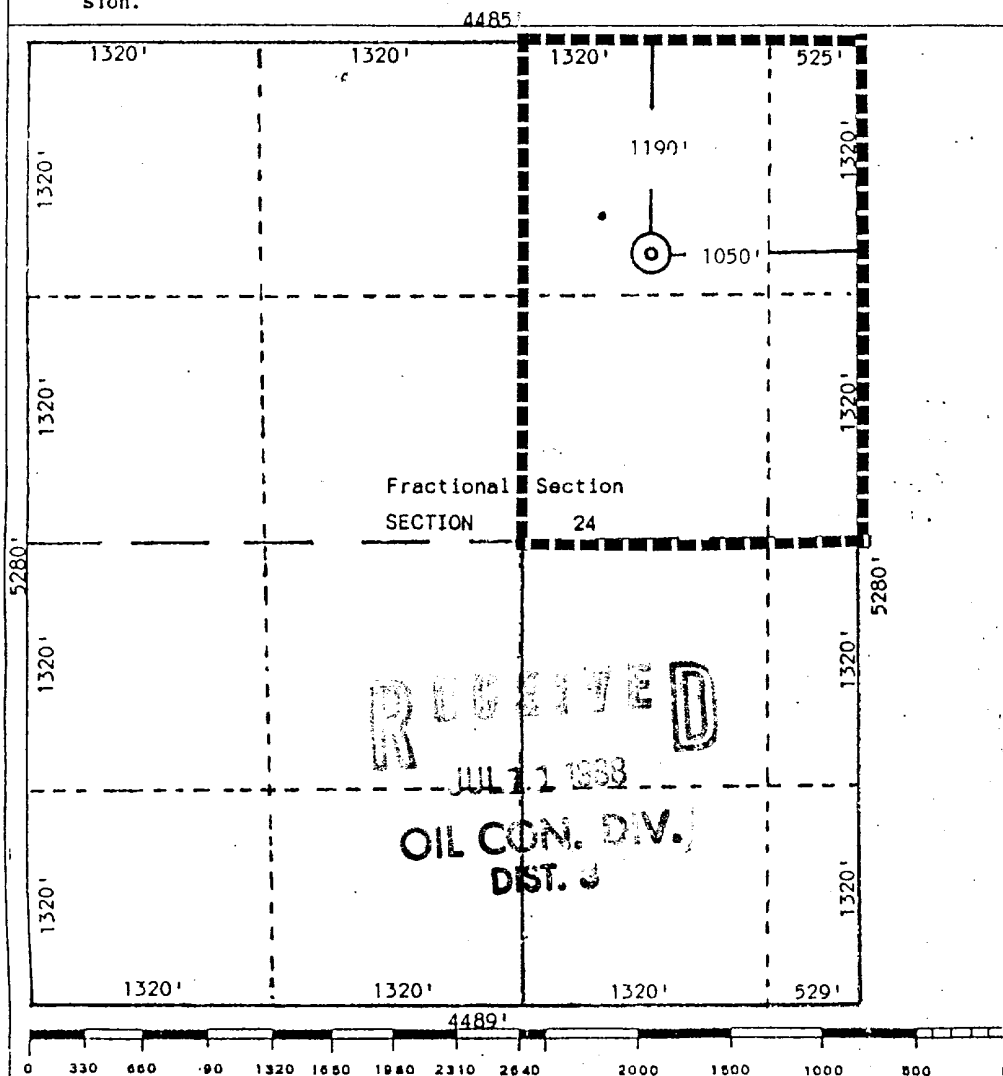 sion.
4485'
1320' 1320' 1320' 525'
1320' 1320'
1190'
1050'
1320' 1320'
Fractional Section
SECTION 24
5280' 5280'
1320' 1320'
RECEIVED
JUL
OIL CON. DIV.
DIST.
1320' 1320'
1320' 1320' 1320' 529'
4489'
0 330 660 90 1320 1650 1980 2310 2640 2000 1500 1000 500